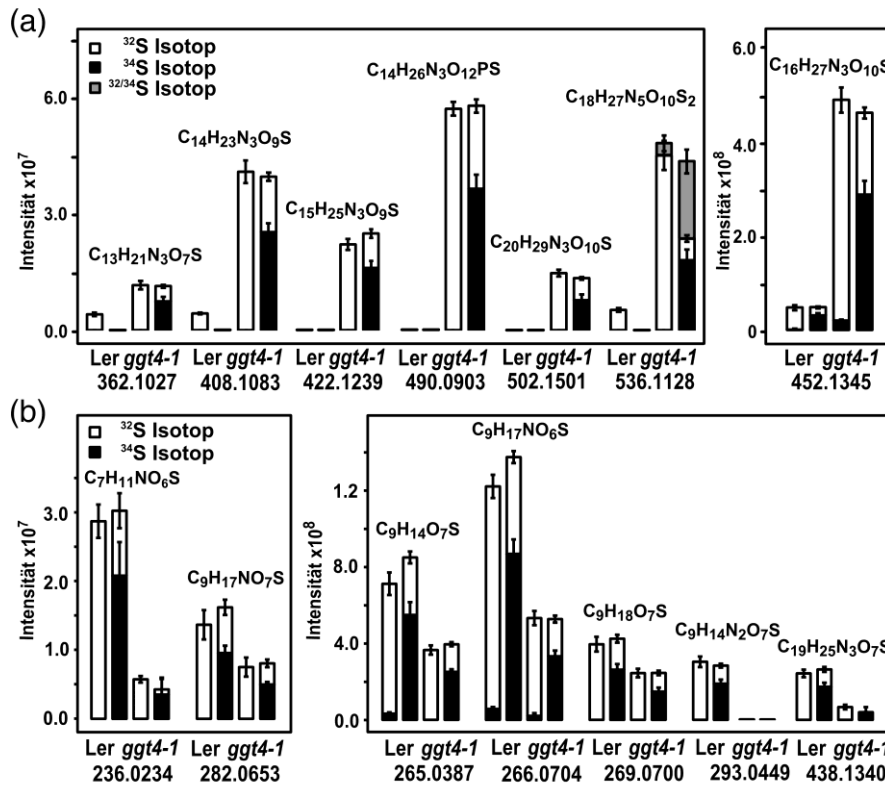 (a)
³²S Isotop
³⁴S Isotop
³²/³⁴S Isotop
C₁₃H₂₁N₃O₇S
C₁₄H₂₃N₃O₉S
C₁₅H₂₅N₃O₉S
C₁₄H₂₆N₃O₁₂PS
C₂₀H₂₉N₃O₁₀S
C₁₈H₂₇N₅O₁₀S₂
Intensität x10⁷
6.0
3.0
0.0
Ler ggt4-1 Ler ggt4-1 Ler ggt4-1 Ler ggt4-1 Ler ggt4-1 Ler ggt4-1
362.1027 408.1083 422.1239 490.0903 502.1501 536.1128
C₁₆H₂₇N₃O₁₀S
Intensität x10⁸
6.0
4.0
2.0
0
Ler ggt4-1
452.1345
(b)
³²S Isotop
³⁴S Isotop
C₇H₁₁NO₆S
C₉H₁₇NO₇S
Intensität x10⁷
3.0
2.0
1.0
0.0
Ler ggt4-1 Ler ggt4-1
236.0234 282.0653
C₉H₁₄O₇S
C₉H₁₇NO₆S
C₉H₁₈O₇S
C₉H₁₄N₂O₇S
C₁₉H₂₅N₃O₇S
Intensität x10⁸
1.2
8.0
4.0
0.0
Ler ggt4-1 Ler ggt4-1 Ler ggt4-1 Ler ggt4-1 Ler ggt4-1
265.0387 266.0704 269.0700 293.0449 438.1340